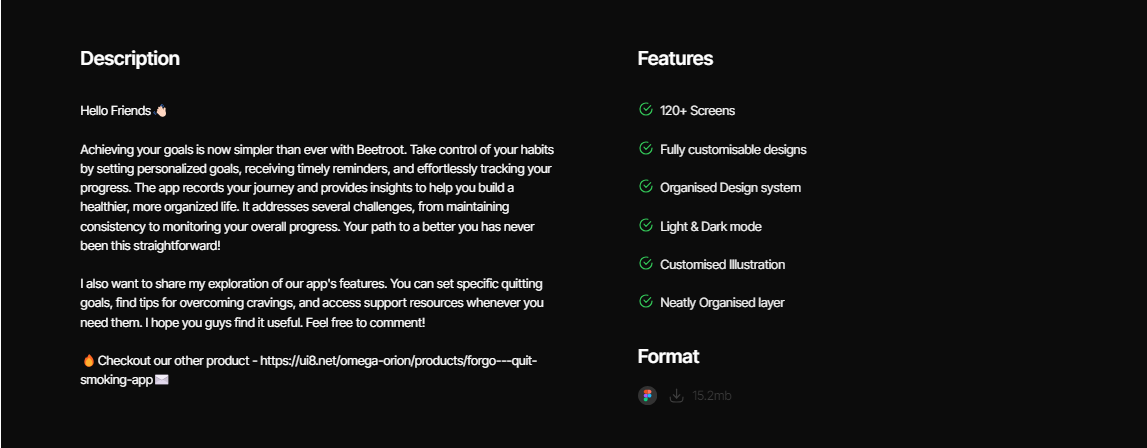 Description
Hello Friends 👋🏻
Achieving your goals is now simpler than ever with Beetroot. Take control of your habits
by setting personalized goals, receiving timely reminders, and effortlessly tracking your
progress. The app records your journey and provides insights to help you build a
healthier, more organized life. It addresses several challenges, from maintaining
consistency to monitoring your overall progress. Your path to a better you has never
been this straightforward!
I also want to share my exploration of our app's features. You can set specific quitting
goals, find tips for overcoming cravings, and access support resources whenever you
need them. I hope you guys find it useful. Feel free to comment!
🔥 Checkout our other product - https://ui8.net/omega-orion/products/forgo---quit-
smoking-app✉️
Features
120+ Screens
Fully customisable designs
Organised Design system
Light & Dark mode
Customised Illustration
Neatly Organised layer
Format
15.2mb